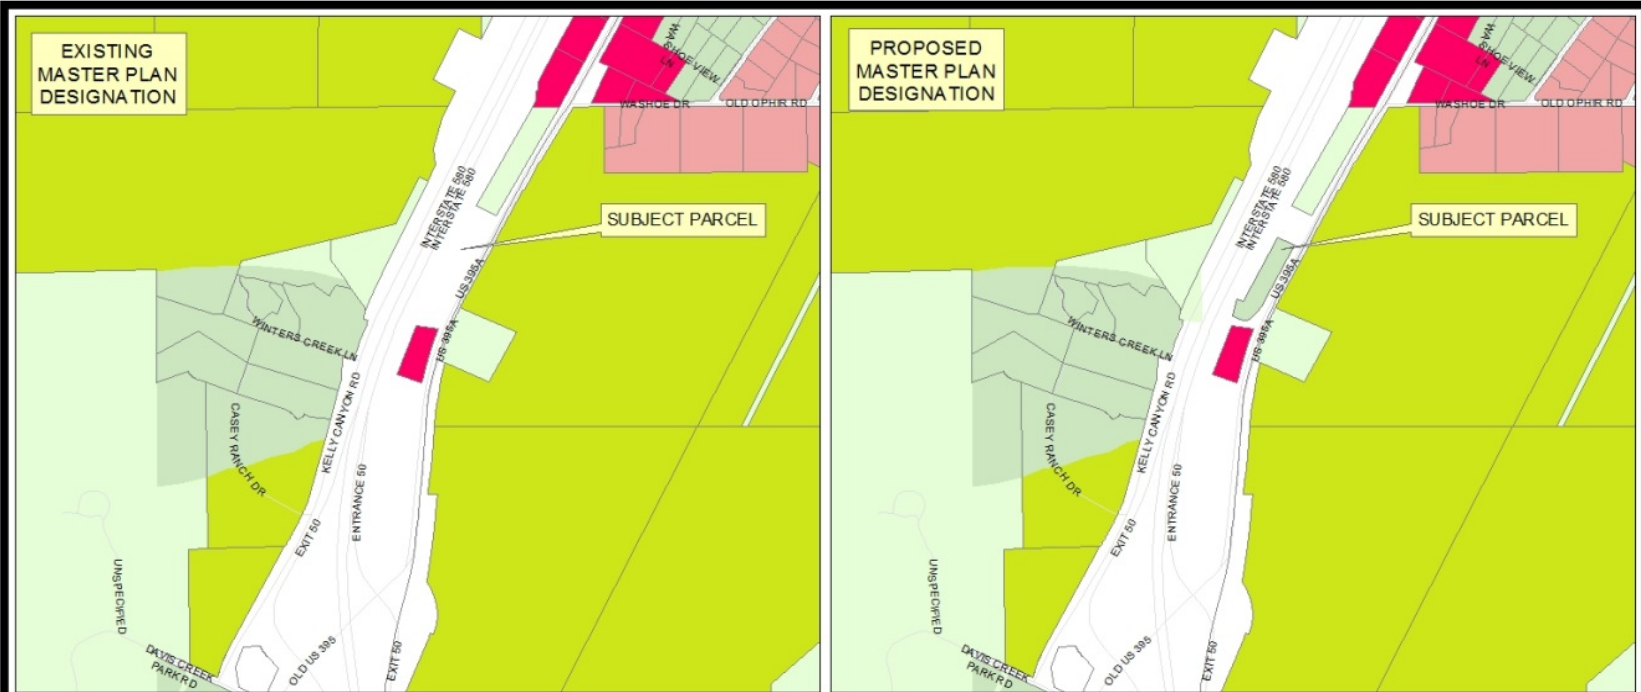 EXISTING
MASTER PLAN
DESIGNATION
WASHOE VIEW
LN
WASHOE DR
OLD OPHIR RD
INTERSTATE 580
INTERSTATE 580
SUBJECT PARCEL
US 395A
US 395A
WINTERS CREEK LN
KELLY CANYON RD
CASEY RANCH DR
ENTRANCE 50
EXIT 50
UNSPECIFIED
OLD US 395
EXIT 50
DAVIS CREEK
PARK RD
PROPOSED
MASTER PLAN
DESIGNATION
WASHOE VIEW
LN
WASHOE DR
OLD OPHIR RD
INTERSTATE 580
INTERSTATE 580
SUBJECT PARCEL
US 395A
US 395A
WINTERS CREEK LN
KELLY CANYON RD
CASEY RANCH DR
ENTRANCE 50
EXIT 50
UNSPECIFIED
OLD US 395
EXIT 50
DAVIS CREEK
PARK RD